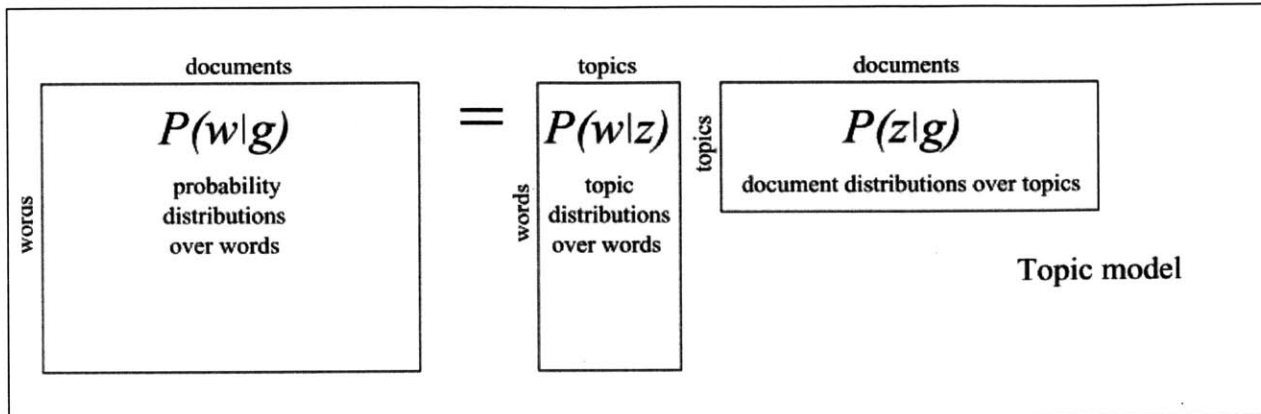 documents
P(w|g)
probability
distributions
over words
words
=
topics
P(w|z)
topic
distributions
over words
words
documents
P(z|g)
document distributions over topics
topics
Topic model